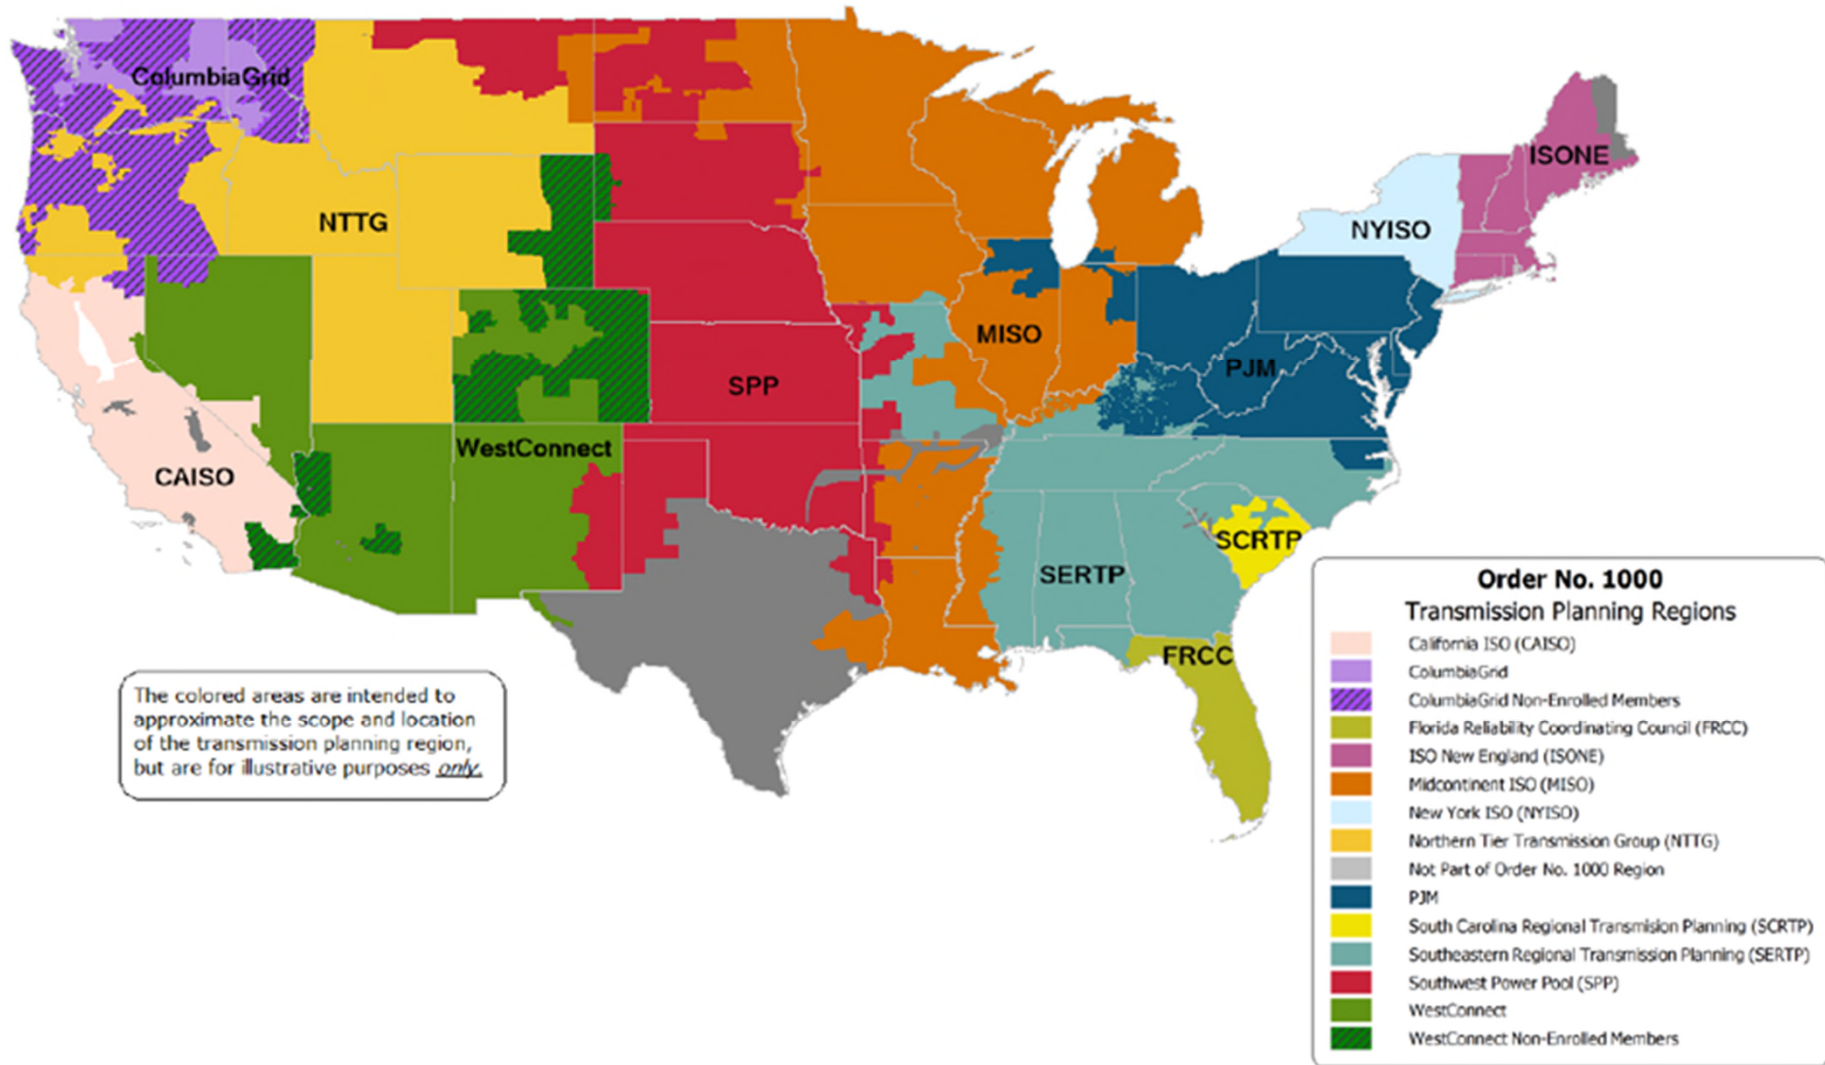 ColumbiaGrid
ISONE
NTTG
NYISO
MISO
PJM
SPP
WestConnect
CAISO
SCRTP
SERTP
FRCC
The colored areas are intended to
approximate the scope and location
of the transmission planning region,
but are for illustrative purposes only.
Order No. 1000
Transmission Planning Regions
California ISO (CAISO)
ColumbiaGrid
ColumbiaGrid Non-Enrolled Members
Florida Reliability Coordinating Council (FRCC)
ISO New England (ISONE)
Midcontinent ISO (MISO)
New York ISO (NYISO)
Northern Tier Transmission Group (NTTG)
Not Part of Order No. 1000 Region
PJM
South Carolina Regional Transmision Planning (SCRTP)
Southeastern Regional Transmission Planning (SERTP)
Southwest Power Pool (SPP)
WestConnect
WestConnect Non-Enrolled Members